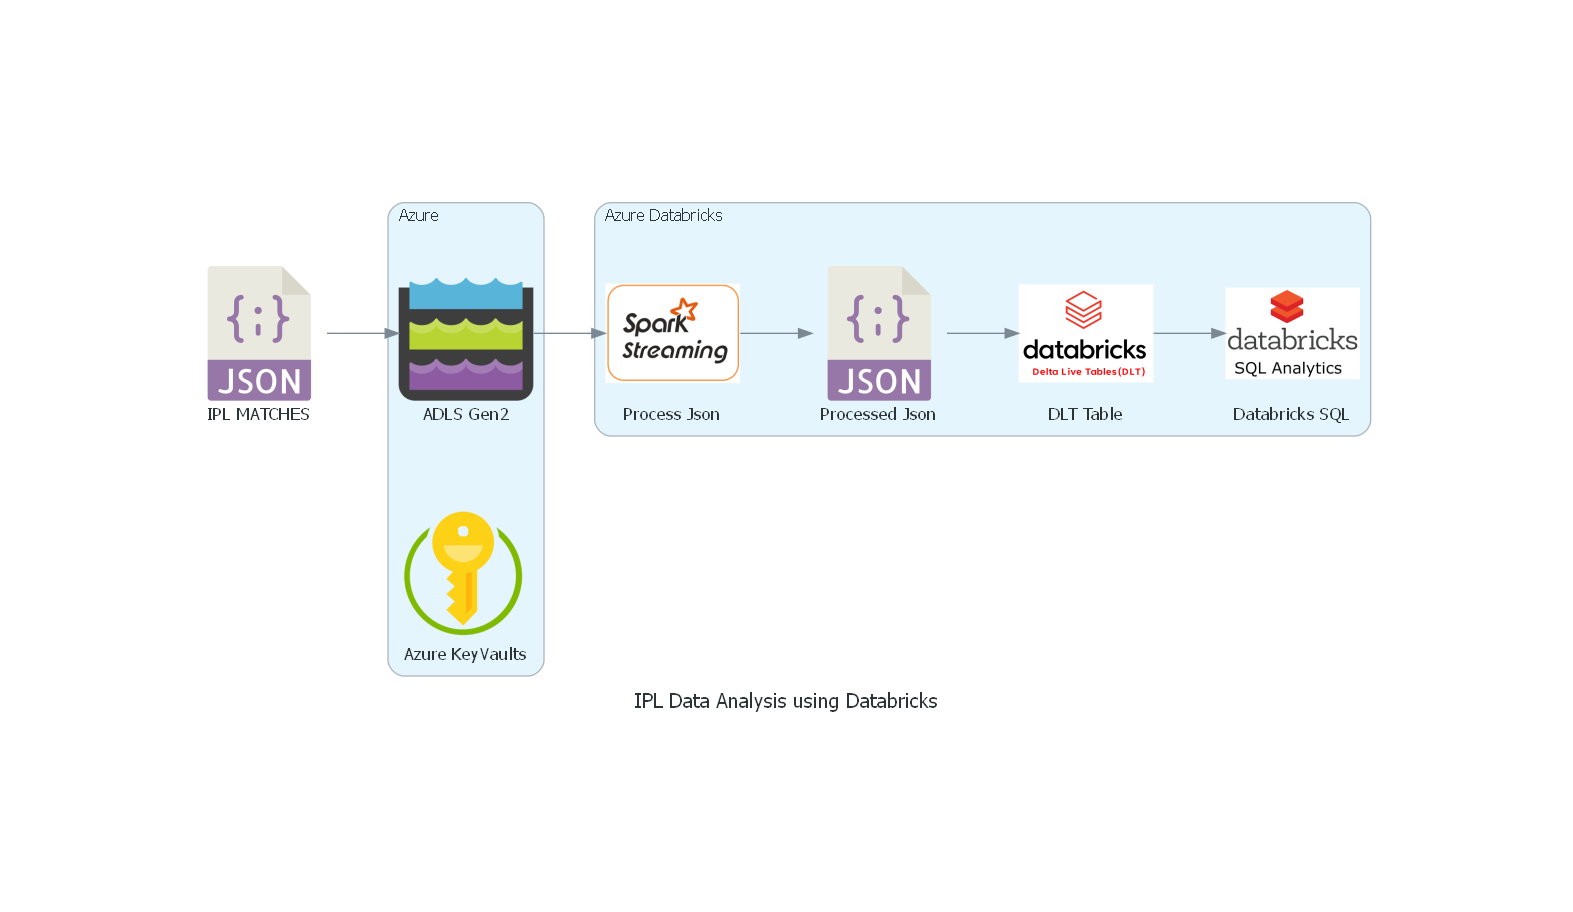 Azure
Azure Databricks
{;}
JSON
IPL MATCHES
ADLS Gen2
Spark
Streaming
Process Json
{;}
JSON
Processed Json
databricks
Delta Live Tables(DLT)
DLT Table
databricks
SQL Analytics
Databricks SQL
Azure KeyVaults
IPL Data Analysis using Databricks